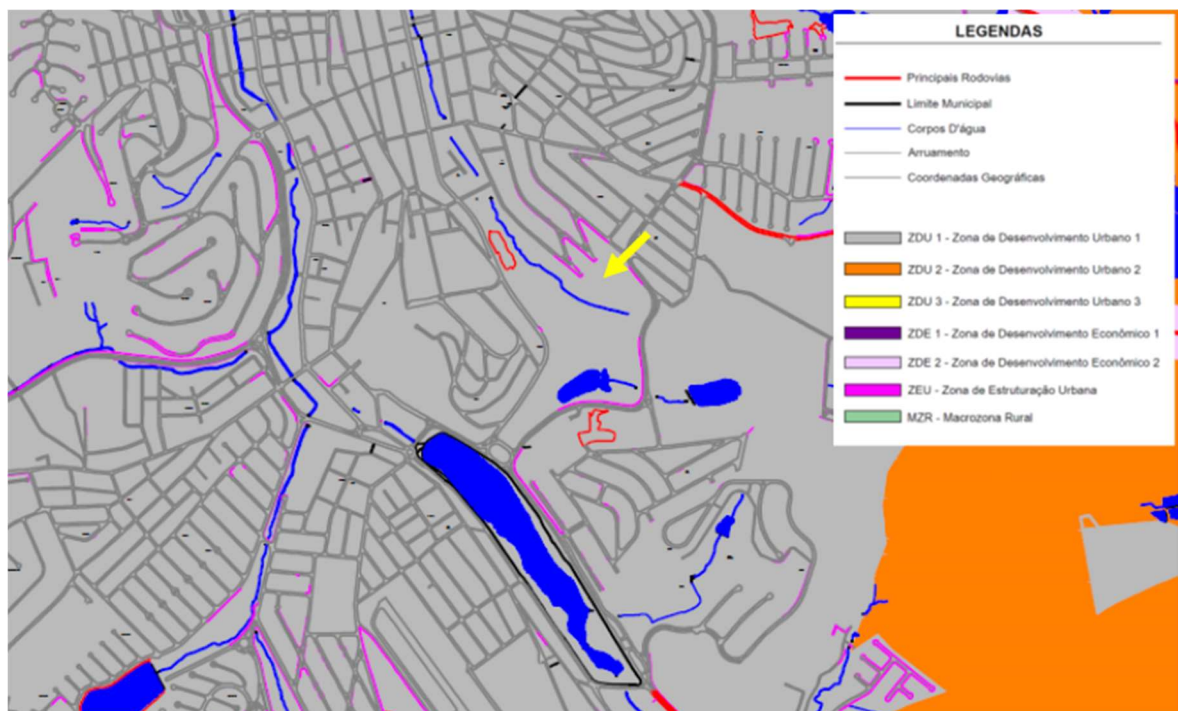 LEGENDAS
Principais Rodovias
Limite Municipal
Corpos D'água
Arruamento
Coordenadas Geográficas
ZDU 1 - Zona de Desenvolvimento Urbano 1
ZDU 2 - Zona de Desenvolvimento Urbano 2
ZDU 3 - Zona de Desenvolvimento Urbano 3
ZDE 1 - Zona de Desenvolvimento Econômico 1
ZDE 2 - Zona de Desenvolvimento Econômico 2
ZEU - Zona de Estruturação Urbana
MZR - Macrozona Rural